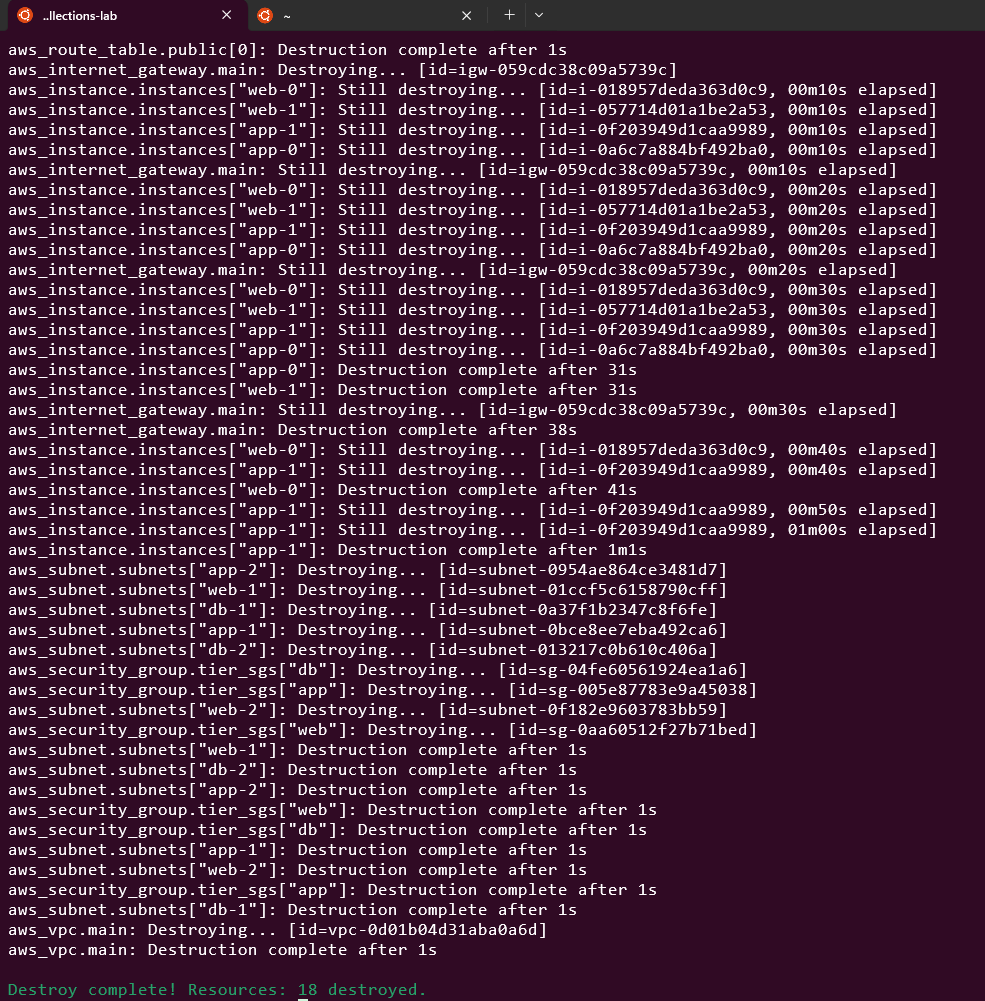 ..llections-lab
~
aws_route_table.public[0]: Destruction complete after 1s
aws_internet_gateway.main: Destroying... [id=igw-059cdc38c09a5739c]
aws_instance.instances["web-0"]: Still destroying... [id=i-018957deda363d0c9, 00m10s elapsed]
aws_instance.instances["web-1"]: Still destroying... [id=i-057714d01a1be2a53, 00m10s elapsed]
aws_instance.instances["app-1"]: Still destroying... [id=i-0f203949d1caa9989, 00m10s elapsed]
aws_instance.instances["app-0"]: Still destroying... [id=i-0a6c7a884bf492ba0, 00m10s elapsed]
aws_internet_gateway.main: Still destroying... [id=igw-059cdc38c09a5739c, 00m10s elapsed]
aws_instance.instances["web-0"]: Still destroying... [id=i-018957deda363d0c9, 00m20s elapsed]
aws_instance.instances["web-1"]: Still destroying... [id=i-057714d01a1be2a53, 00m20s elapsed]
aws_instance.instances["app-1"]: Still destroying... [id=i-0f203949d1caa9989, 00m20s elapsed]
aws_instance.instances["app-0"]: Still destroying... [id=i-0a6c7a884bf492ba0, 00m20s elapsed]
aws_internet_gateway.main: Still destroying... [id=igw-059cdc38c09a5739c, 00m20s elapsed]
aws_instance.instances["web-0"]: Still destroying... [id=i-018957deda363d0c9, 00m30s elapsed]
aws_instance.instances["web-1"]: Still destroying... [id=i-057714d01a1be2a53, 00m30s elapsed]
aws_instance.instances["app-1"]: Still destroying... [id=i-0f203949d1caa9989, 00m30s elapsed]
aws_instance.instances["app-0"]: Still destroying... [id=i-0a6c7a884bf492ba0, 00m30s elapsed]
aws_instance.instances["app-0"]: Destruction complete after 31s
aws_instance.instances["web-1"]: Destruction complete after 31s
aws_internet_gateway.main: Still destroying... [id=igw-059cdc38c09a5739c, 00m30s elapsed]
aws_internet_gateway.main: Destruction complete after 38s
aws_instance.instances["web-0"]: Still destroying... [id=i-018957deda363d0c9, 00m40s elapsed]
aws_instance.instances["app-1"]: Still destroying... [id=i-0f203949d1caa9989, 00m40s elapsed]
aws_instance.instances["web-0"]: Destruction complete after 41s
aws_instance.instances["app-1"]: Still destroying... [id=i-0f203949d1caa9989, 00m50s elapsed]
aws_instance.instances["app-1"]: Still destroying... [id=i-0f203949d1caa9989, 01m00s elapsed]
aws_instance.instances["app-1"]: Destruction complete after 1m1s
aws_subnet.subnets["app-2"]: Destroying... [id=subnet-0954ae864ce3481d7]
aws_subnet.subnets["web-1"]: Destroying... [id=subnet-01ccf5c6158790cff]
aws_subnet.subnets["db-1"]: Destroying... [id=subnet-0a37f1b2347c8f6fe]
aws_subnet.subnets["app-1"]: Destroying... [id=subnet-0bce8ee7eba492ca6]
aws_subnet.subnets["db-2"]: Destroying... [id=subnet-013217c0b610c406a]
aws_security_group.tier_sgs["db"]: Destroying... [id=sg-04fe60561924ea1a6]
aws_security_group.tier_sgs["app"]: Destroying... [id=sg-005e87783e9a45038]
aws_subnet.subnets["web-2"]: Destroying... [id=subnet-0f182e9603783bb59]
aws_security_group.tier_sgs["web"]: Destroying... [id=sg-0aa60512f27b71bed]
aws_subnet.subnets["web-1"]: Destruction complete after 1s
aws_subnet.subnets["db-2"]: Destruction complete after 1s
aws_subnet.subnets["app-2"]: Destruction complete after 1s
aws_security_group.tier_sgs["web"]: Destruction complete after 1s
aws_security_group.tier_sgs["db"]: Destruction complete after 1s
aws_subnet.subnets["app-1"]: Destruction complete after 1s
aws_subnet.subnets["web-2"]: Destruction complete after 1s
aws_security_group.tier_sgs["app"]: Destruction complete after 1s
aws_subnet.subnets["db-1"]: Destruction complete after 1s
aws_vpc.main: Destroying... [id=vpc-0d01b04d31aba0a6d]
aws_vpc.main: Destruction complete after 1s
Destroy complete! Resources: 18 destroyed.